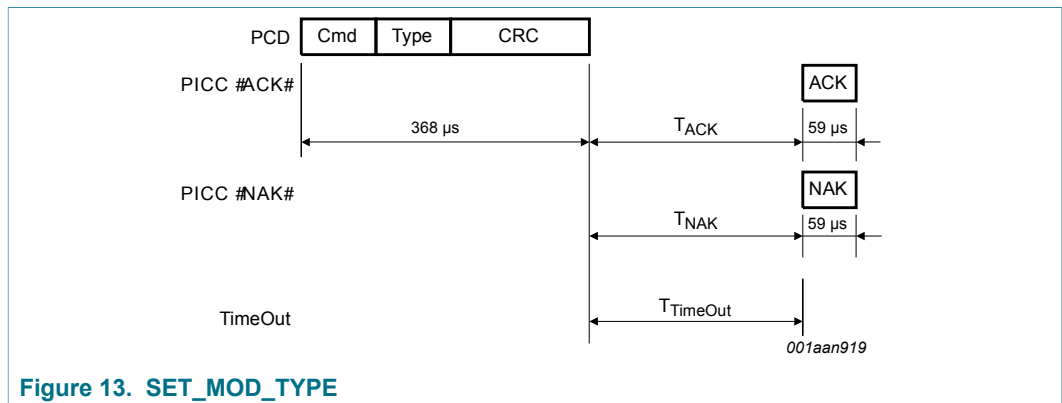 PCD Cmd Type CRC
PICC #ACK# ACK
368 µs TACK 59 µs
PICC #NAK# NAK
TNAK 59 µs
TimeOut TTimeOut
001aan919
Figure 13. SET_MOD_TYPE